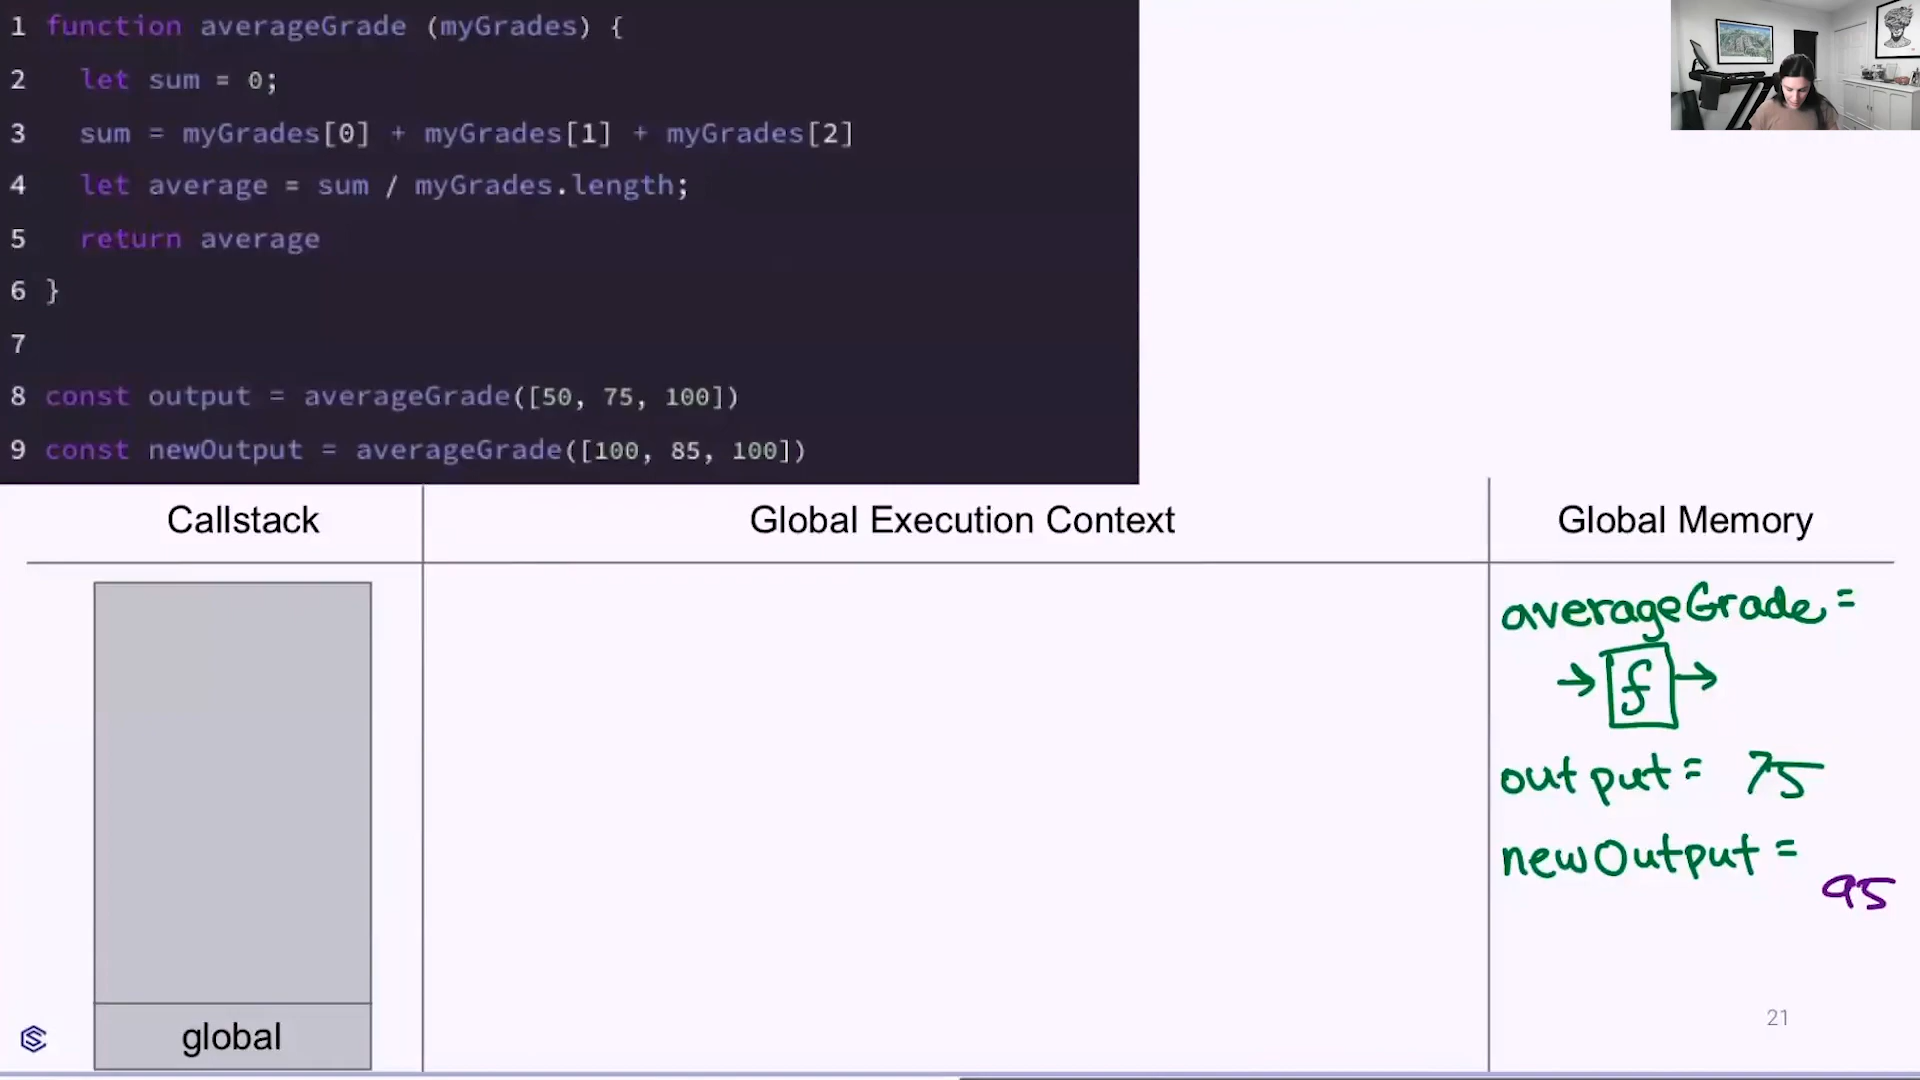 1 function averageGrade (myGrades) {
2 let sum = 0;
3 sum = myGrades[0] + myGrades[1] + myGrades[2]
4 let average = sum / myGrades.length;
5 return average
6 }
7
8 const output = averageGrade([50, 75, 100])
9 const newOutput = averageGrade([100, 85, 100])
Callstack
Global Execution Context
Global Memory
averageGrade =
→ f →
output = 75
newOutput =
95
global
21